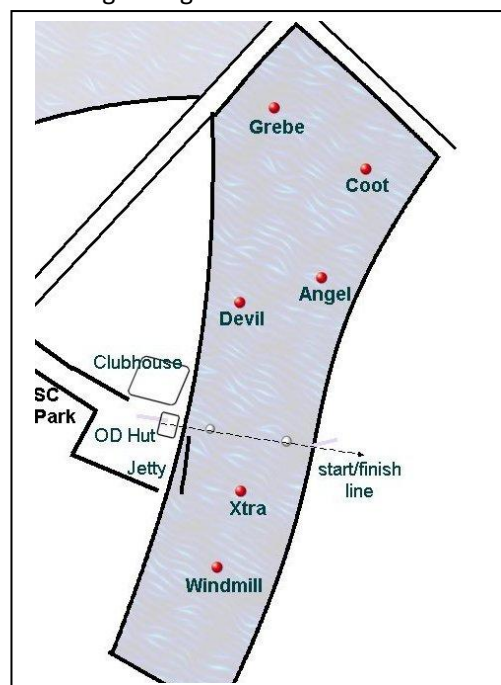 Grebe
Coot
Angel
Devil
Clubhouse
SC
Park
OD Hut
Jetty
start/finish
line
Xtra
Windmill